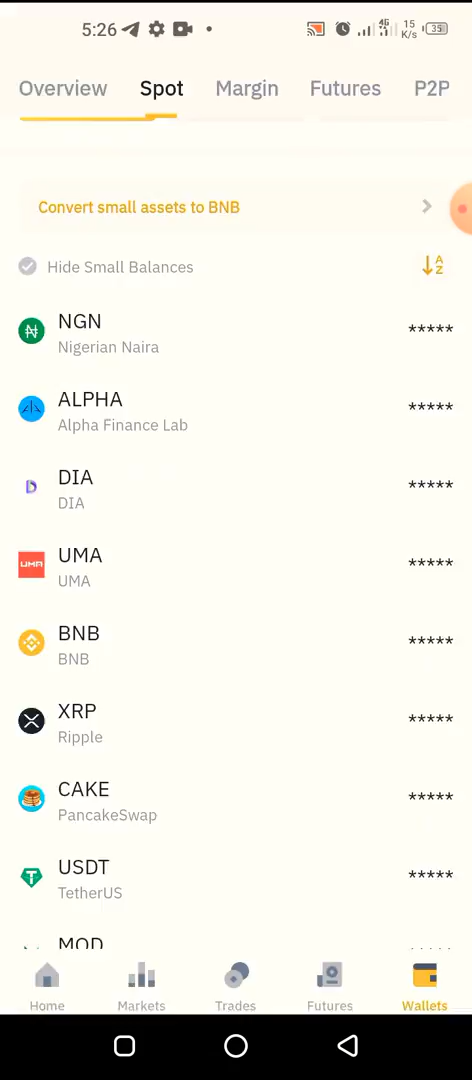 5:26
4G
15
K/s
35
Overview Spot Margin Futures P2P
Convert small assets to BNB
Hide Small Balances
A
Z
NGN
Nigerian Naira
*****
ALPHA
Alpha Finance Lab
*****
DIA
DIA
*****
UMA
UMA
*****
BNB
BNB
*****
XRP
Ripple
*****
CAKE
PancakeSwap
*****
USDT
TetherUS
*****
Home Markets Trades Futures Wallets